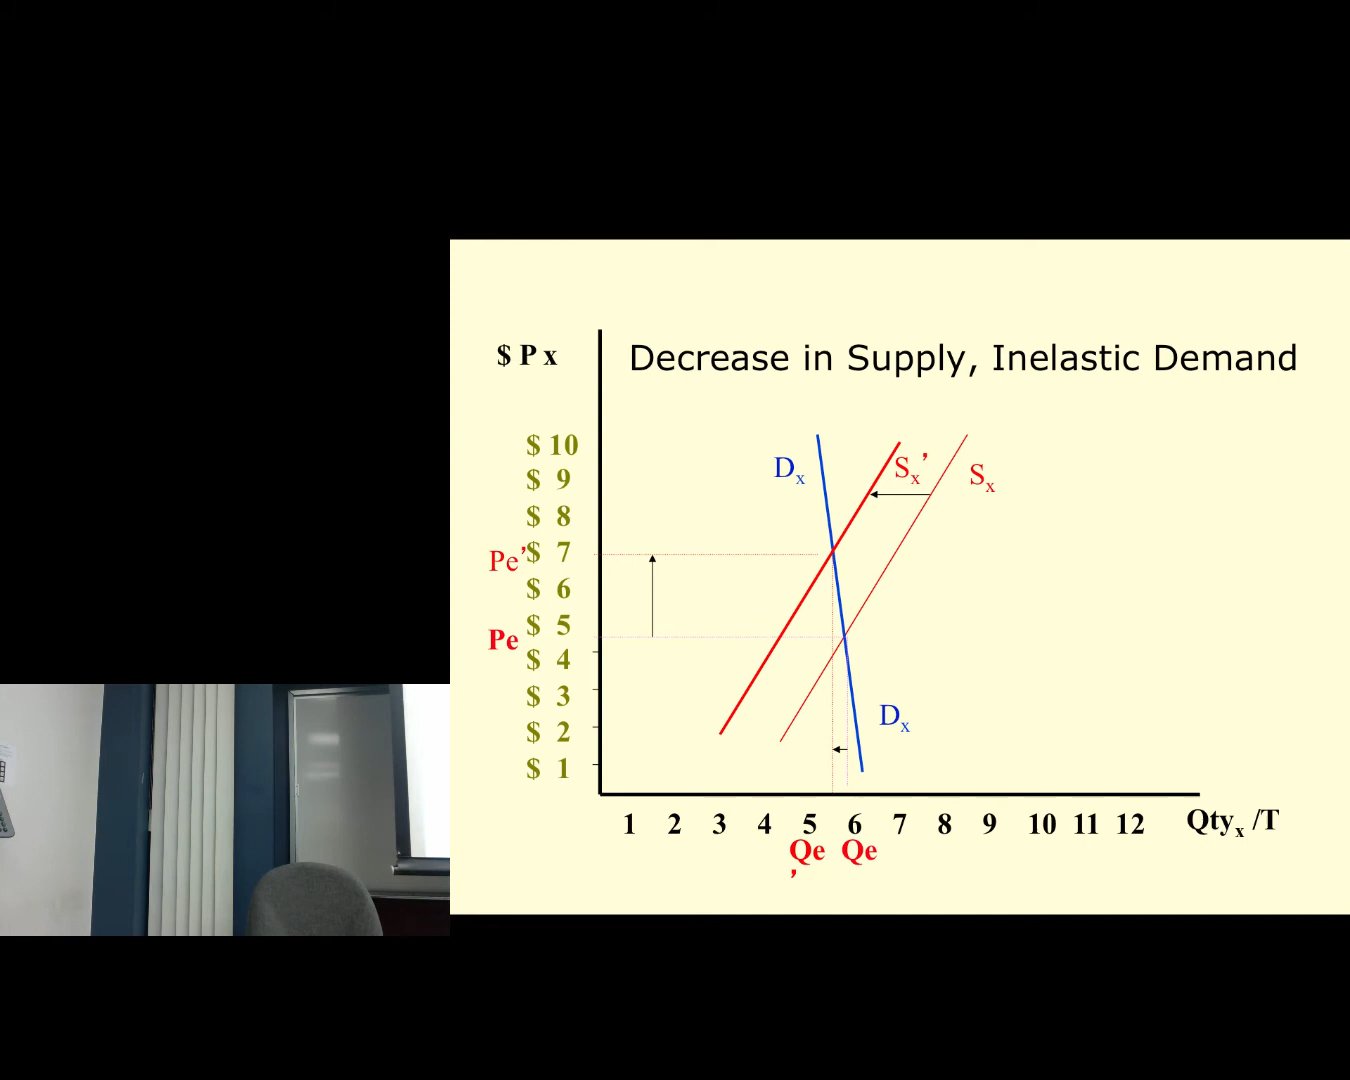 $ P x
Decrease in Supply, Inelastic Demand
$ 10
$ 9
$ 8
$ 7
$ 6
$ 5
$ 4
$ 3
$ 2
$ 1
Pe’
Pe
Dx
Sx’
Sx
Dx
1 2 3 4 5 6 7 8 9 10 11 12
Qtyx /T
Qe’ Qe